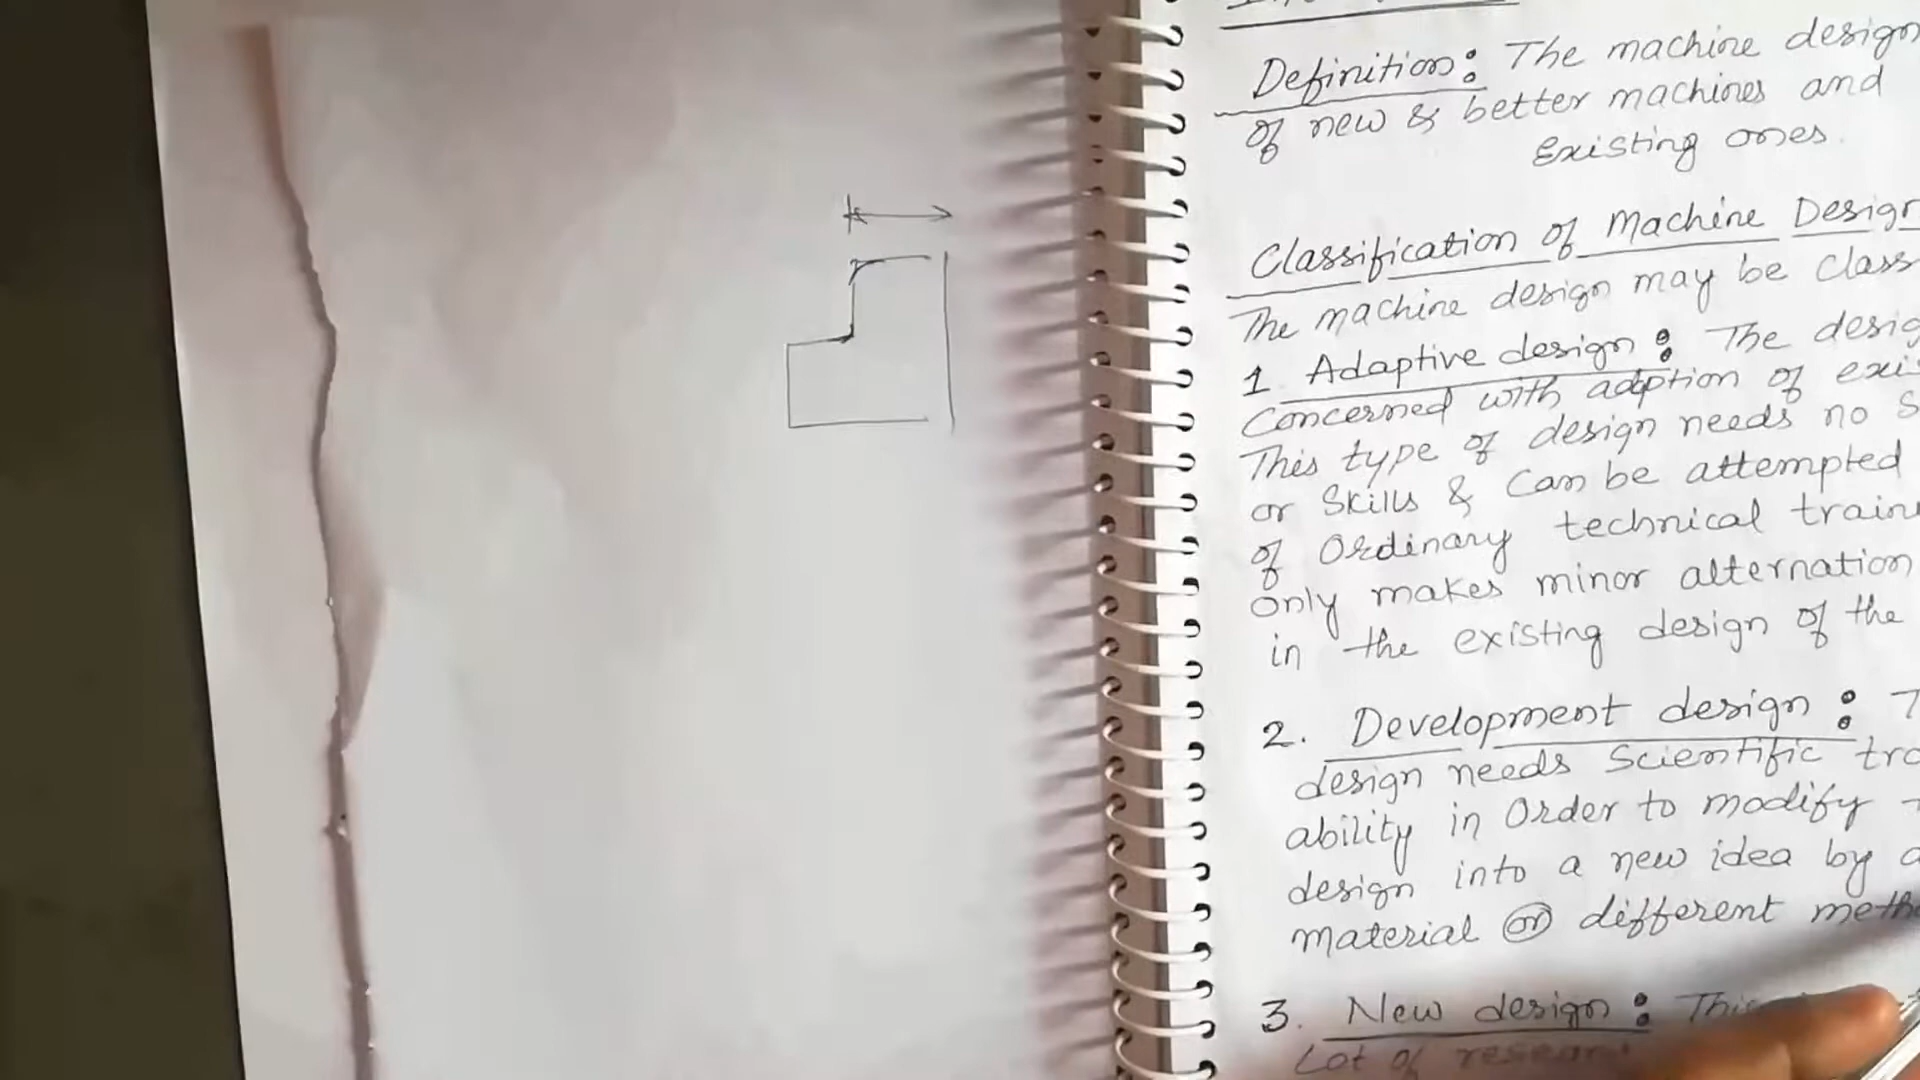 Definition: The machine design
of new & better machines and
Existing ones.
Classification of Machine Design
The machine design may be class
1 Adaptive design: The desig
Concerned with adoption of exi
This type of design needs no S
or Skills & Can be attempted
of Ordinary technical train
only makes minor alternation
in the existing design of the
2. Development design: T
design needs Scientific tra
ability in Order to modify
design into a new idea by a
material or different meth
3. New design: This
Lot of resear